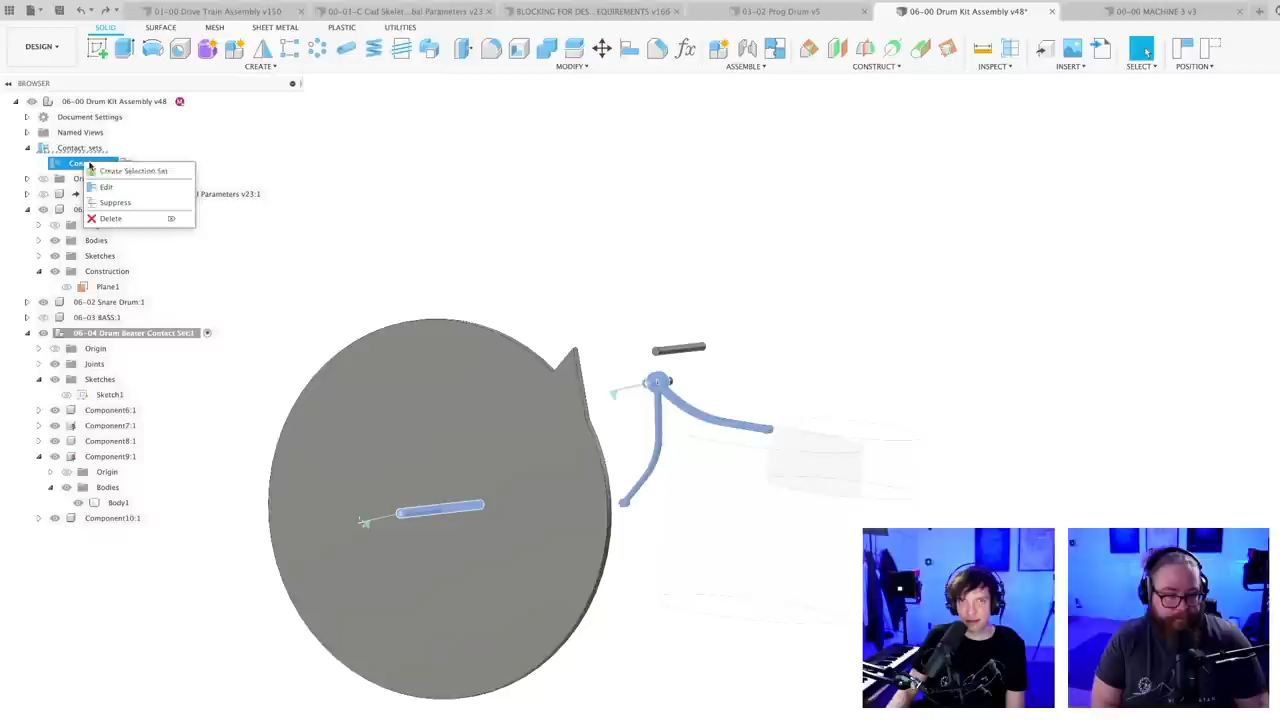 01-00 Drive Train Assembly v150
00-01-C Cad Skelet...bal Parameters v23
BLOCKING FOR DES...EQUIREMENTS v166
03-02 Prog Drum v5
06-00 Drum Kit Assembly v48*
00-00 MACHINE 3 v3
SOLID
SURFACE
MESH
SHEET METAL
PLASTIC
UTILITIES
DESIGN
CREATE
MODIFY
ASSEMBLE
CONSTRUCT
INSPECT
INSERT
SELECT
POSITION
BROWSER
06-00 Drum Kit Assembly v48
M
Document Settings
Named Views
Contact: sets
Con
Create Selection Set
Edit
Suppress
Delete
l Parameters v23:1
06
Bodies
Sketches
Construction
Plane1
06-02 Snare Drum:1
06-03 BASS:1
06-04 Drum Beater Contact Set:1
Origin
Joints
Sketches
Sketch1
Component6:1
Component7:1
Component8:1
Component9:1
Origin
Bodies
Body1
Component10:1